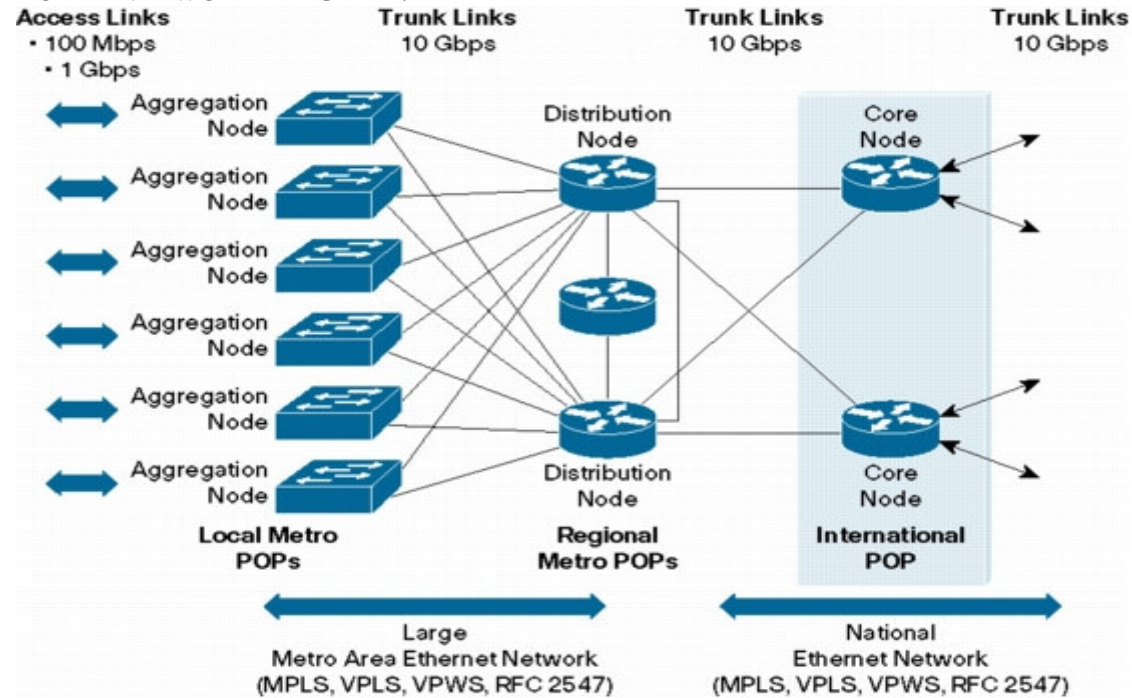 Access Links
• 100 Mbps
• 1 Gbps
Trunk Links
10 Gbps
Trunk Links
10 Gbps
Trunk Links
10 Gbps
Aggregation
Node
Aggregation
Node
Aggregation
Node
Aggregation
Node
Aggregation
Node
Aggregation
Node
Distribution
Node
Distribution
Node
Core
Node
Core
Node
Local Metro
POPs
Regional
Metro POPs
International
POP
Large
Metro Area Ethernet Network
(MPLS, VPLS, VPWS, RFC 2547)
National
Ethernet Network
(MPLS, VPLS, VPWS, RFC 2547)